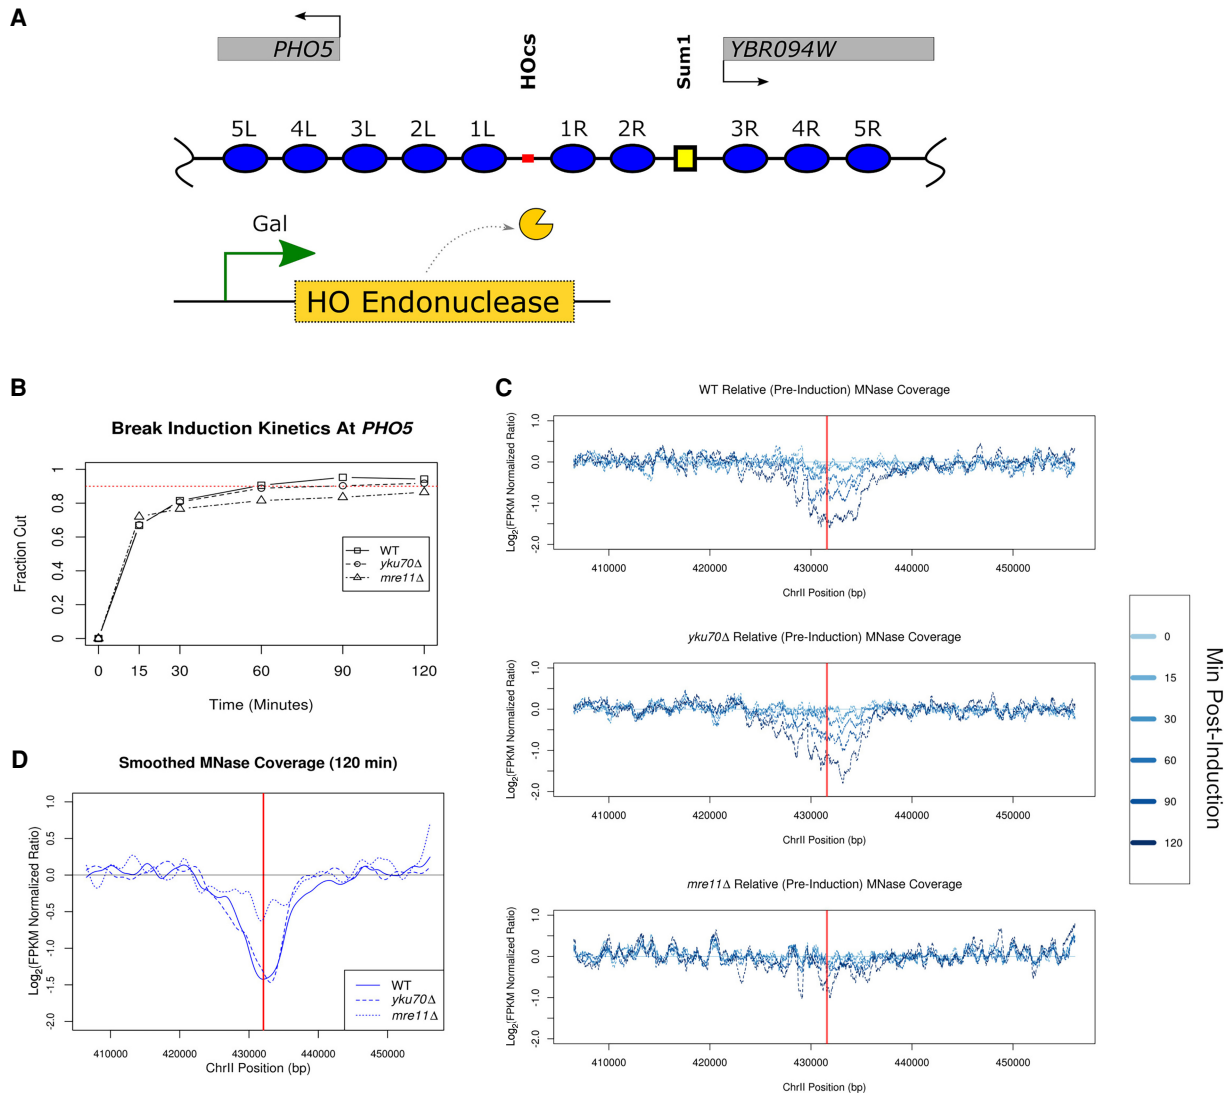 A
PHO5
HOcs
Sum1
YBR094W
5L 4L 3L 2L 1L 1R 2R 3R 4R 5R
Gal
HO Endonuclease
B
Break Induction Kinetics At PHO5
Fraction Cut
1
0.8
0.6
0.4
0.2
0
WT
yku70Δ
mre11Δ
0 15 30 60 90 120
Time (Minutes)
C
WT Relative (Pre-Induction) MNase Coverage
Log2(FPKM Normalized Ratio)
1.0
0.0
-1.0
-2.0
410000 420000 430000 440000 450000
ChrII Position (bp)
yku70Δ Relative (Pre-Induction) MNase Coverage
Log2(FPKM Normalized Ratio)
1.0
0.0
-1.0
-2.0
410000 420000 430000 440000 450000
ChrII Position (bp)
mre11Δ Relative (Pre-Induction) MNase Coverage
Log2(FPKM Normalized Ratio)
1.0
0.0
-1.0
-2.0
410000 420000 430000 440000 450000
ChrII Position (bp)
0
15
30
60
90
120
Min Post-Induction
D
Smoothed MNase Coverage (120 min)
Log2(FPKM Normalized Ratio)
1.0
0.5
0.0
-0.5
-1.0
-1.5
-2.0
WT
yku70Δ
mre11Δ
410000 420000 430000 440000 450000
ChrII Position (bp)